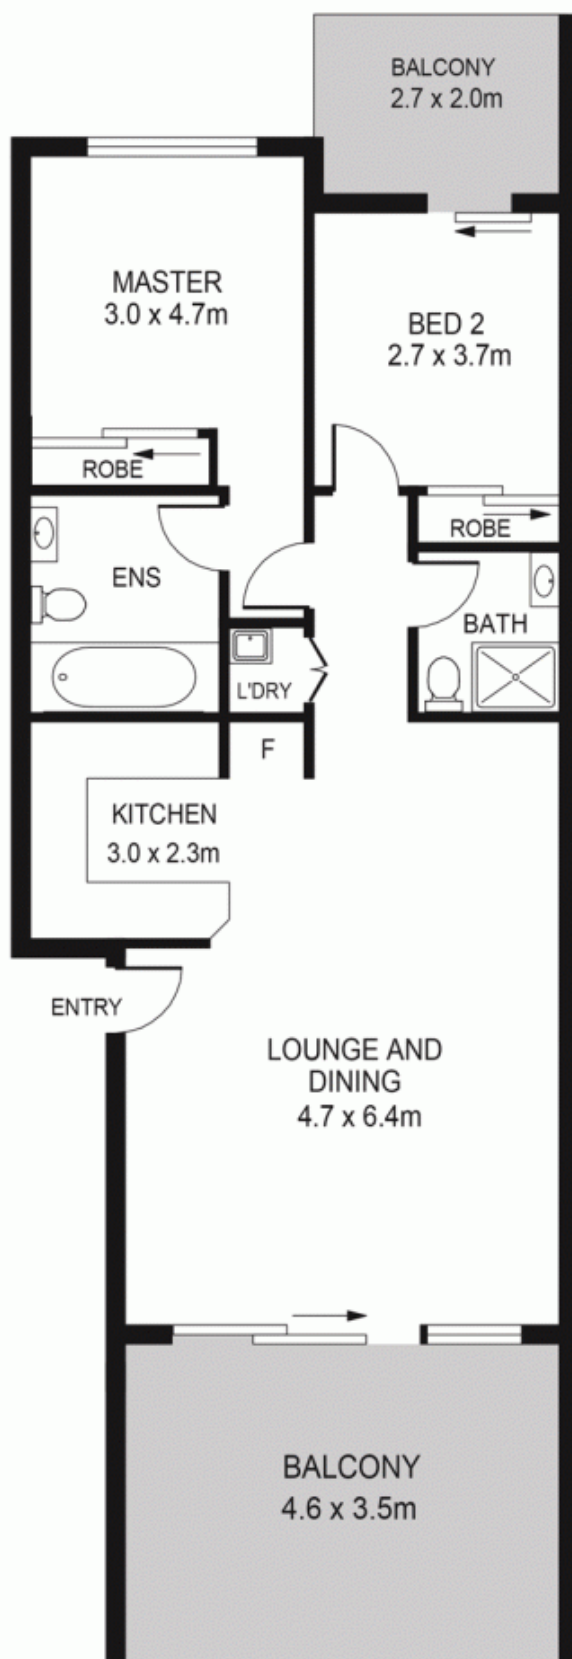 BALCONY
2.7 x 2.0m
MASTER
3.0 x 4.7m
BED 2
2.7 x 3.7m
ROBE
ROBE
ENS
BATH
L'DRY
F
KITCHEN
3.0 x 2.3m
ENTRY
LOUNGE AND
DINING
4.7 x 6.4m
BALCONY
4.6 x 3.5m